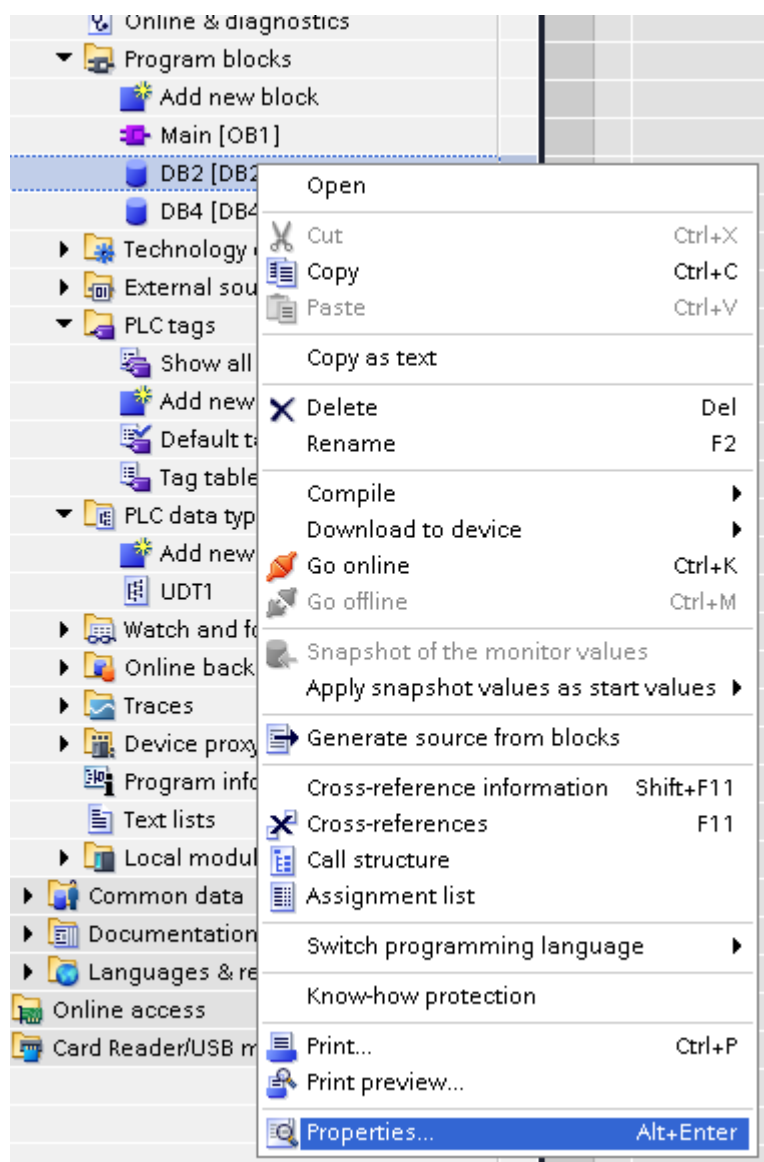 Online & diagnostics
Program blocks
Add new block
Main [OB1]
DB2 [DB2
DB4 [DB4
Technology
External sou
PLC tags
Show all
Add new
Default ta
Tag table
PLC data typ
Add new
UDT1
Watch and fo
Online back
Traces
Device proxy
Program info
Text lists
Local modul
Common data
Documentation
Languages & re
Online access
Card Reader/USB m
Open
Cut Ctrl+X
Copy Ctrl+C
Paste Ctrl+V
Copy as text
Delete Del
Rename F2
Compile
Download to device
Go online Ctrl+K
Go offline Ctrl+M
Snapshot of the monitor values
Apply snapshot values as start values
Generate source from blocks
Cross-reference information Shift+F11
Cross-references F11
Call structure
Assignment list
Switch programming language
Know-how protection
Print... Ctrl+P
Print preview...
Properties... Alt+Enter